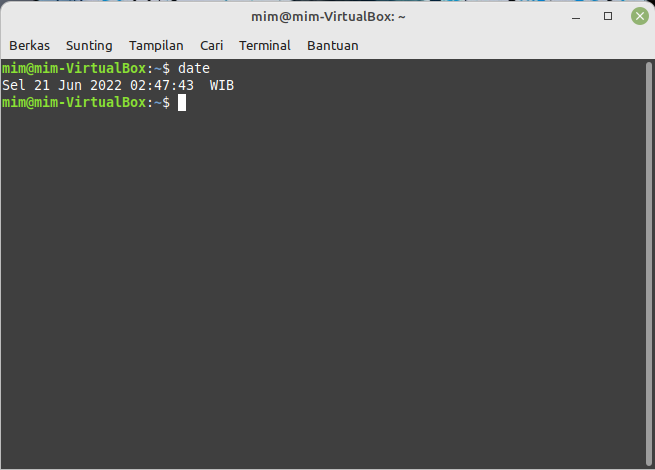 mim@mim-VirtualBox: ~
Berkas Sunting Tampilan Cari Terminal Bantuan
mim@mim-VirtualBox:~$ date
Sel 21 Jun 2022 02:47:43  WIB
mim@mim-VirtualBox:~$